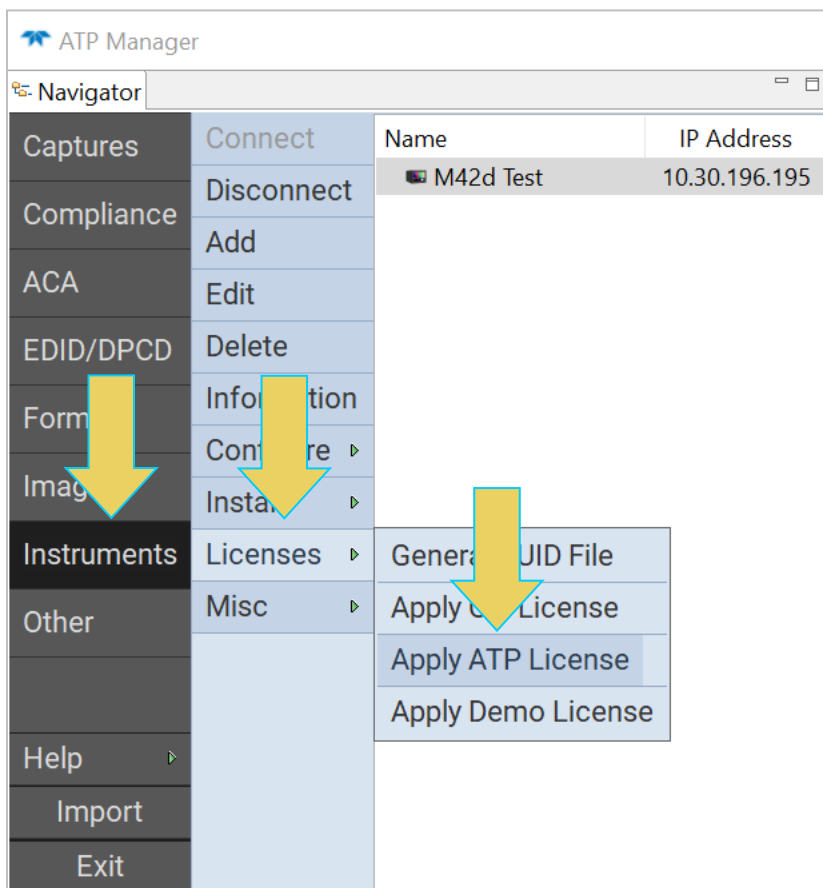 ATP Manager
Navigator
Captures
Compliance
ACA
EDID/DPCD
Instruments
Other
Help
Import
Exit
Connect
Disconnect
Add
Edit
Delete
Licenses
Misc
Name IP Address
M42d Test 10.30.196.195
File
Apply License
Apply ATP License
Apply Demo License